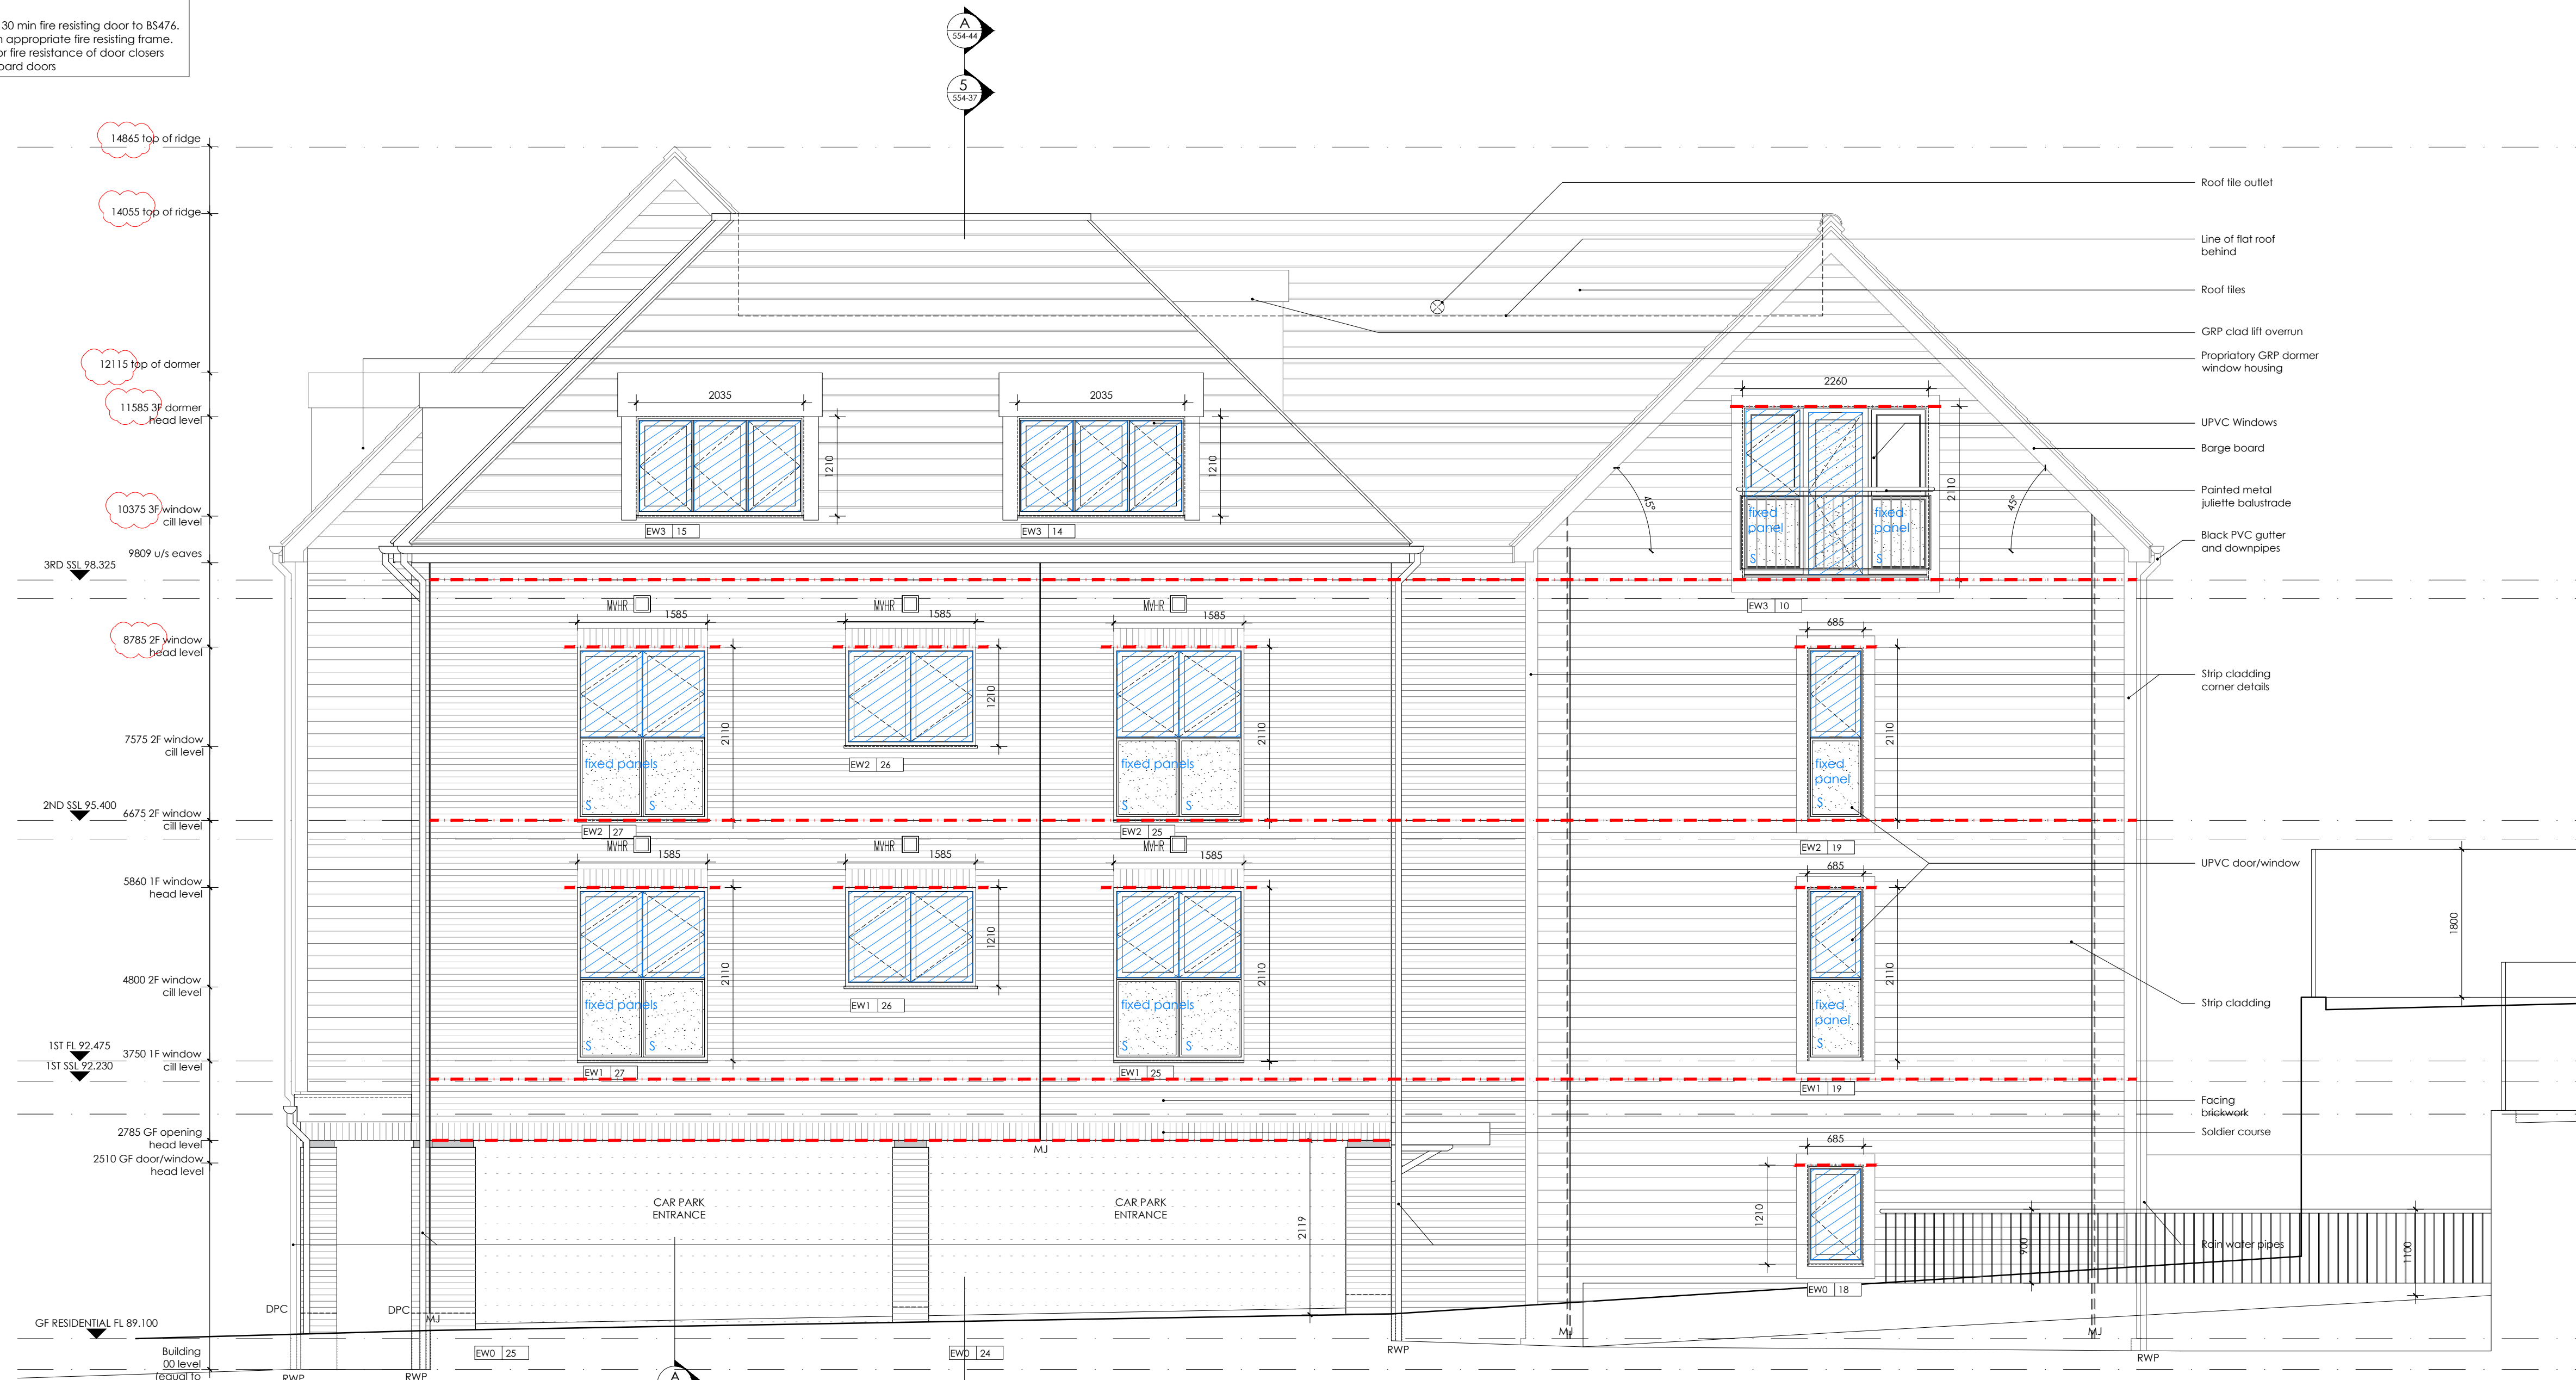 30 min fire resisting door to BS476.
appropriate fire resisting frame.
or fire resistance of door closers
oard doors
A
554-44
5
554-37
14865 top of ridge
14055 top of ridge
12115 top of dormer
11585 3F dormer
head level
10375 3F window
cill level
9809 u/s eaves
3RD SSL 98.325
8785 2F window
head level
7575 2F window
cill level
2ND SSL 95.400
6675 2F window
cill level
5860 1F window
head level
4800 2F window
cill level
1ST FL 92.475
3750 1F window
cill level
1ST SSL 92.230
2785 GF opening
head level
2510 GF door/window
head level
GF RESIDENTIAL FL 89.100
Building
00 level
(equal to
2035
1210
2035
1210
EW3 15
EW3 14
2260
2110
45°
45°
fixed
panel
S
fixed
panel
S
EW3 10
MVHR
1585
MVHR
1585
MVHR
1585
685
2110
1210
2110
2110
fixed panels
S S
fixed panels
S S
fixed
panel
S
EW2 27
EW2 26
EW2 25
EW2 19
MVHR
1585
MVHR
1585
MVHR
1585
685
2110
1210
2110
2110
fixed panels
S S
fixed panels
S S
fixed
panel
S
EW1 27
EW1 26
EW1 25
EW1 19
MJ
CAR PARK
ENTRANCE
CAR PARK
ENTRANCE
2119
685
1210
900
1100
1800
EW0 18
DPC
DPC
MJ
MJ
MJ
EW0 25
EW0 24
RWP
RWP
RWP
RWP
A
Roof tile outlet
Line of flat roof
behind
Roof tiles
GRP clad lift overrun
Propriatory GRP dormer
window housing
UPVC Windows
Barge board
Painted metal
juliette balustrade
Black PVC gutter
and downpipes
Strip cladding
corner details
UPVC door/window
Strip cladding
Facing
brickwork
Soldier course
Rain water pipes